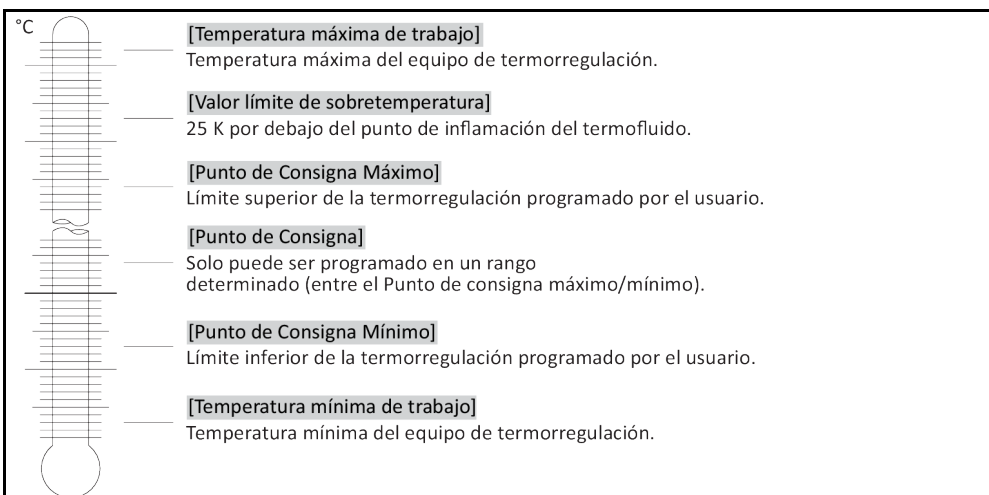 °C
[Temperatura máxima de trabajo]
Temperatura máxima del equipo de termorregulación.
[Valor límite de sobretemperatura]
25 K por debajo del punto de inflamación del termofluido.
[Punto de Consigna Máximo]
Límite superior de la termorregulación programado por el usuario.
[Punto de Consigna]
Solo puede ser programado en un rango
determinado (entre el Punto de consigna máximo/mínimo).
[Punto de Consigna Mínimo]
Límite inferior de la termorregulación programado por el usuario.
[Temperatura mínima de trabajo]
Temperatura mínima del equipo de termorregulación.